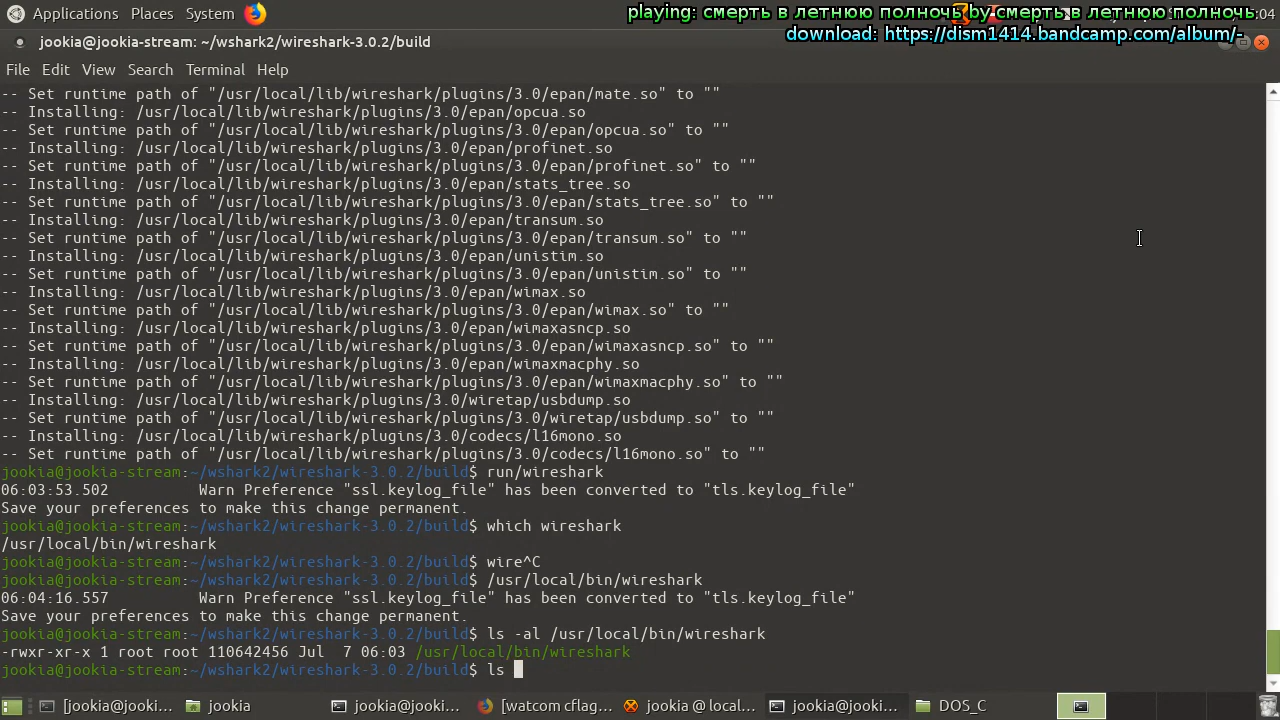 Applications Places System
playing: смерть в летнюю полночь by смерть в летнюю полночь
download: https://dism1414.bandcamp.com/album/-
:04
jookia@jookia-stream: ~/wshark2/wireshark-3.0.2/build
File Edit View Search Terminal Help
-- Set runtime path of "/usr/local/lib/wireshark/plugins/3.0/epan/mate.so" to ""
-- Installing: /usr/local/lib/wireshark/plugins/3.0/epan/opcua.so
-- Set runtime path of "/usr/local/lib/wireshark/plugins/3.0/epan/opcua.so" to ""
-- Installing: /usr/local/lib/wireshark/plugins/3.0/epan/profinet.so
-- Set runtime path of "/usr/local/lib/wireshark/plugins/3.0/epan/profinet.so" to ""
-- Installing: /usr/local/lib/wireshark/plugins/3.0/epan/stats_tree.so
-- Set runtime path of "/usr/local/lib/wireshark/plugins/3.0/epan/stats_tree.so" to ""
-- Installing: /usr/local/lib/wireshark/plugins/3.0/epan/transum.so
-- Set runtime path of "/usr/local/lib/wireshark/plugins/3.0/epan/transum.so" to ""
-- Installing: /usr/local/lib/wireshark/plugins/3.0/epan/unistim.so
-- Set runtime path of "/usr/local/lib/wireshark/plugins/3.0/epan/unistim.so" to ""
-- Installing: /usr/local/lib/wireshark/plugins/3.0/epan/wimax.so
-- Set runtime path of "/usr/local/lib/wireshark/plugins/3.0/epan/wimax.so" to ""
-- Installing: /usr/local/lib/wireshark/plugins/3.0/epan/wimaxasncp.so
-- Set runtime path of "/usr/local/lib/wireshark/plugins/3.0/epan/wimaxasncp.so" to ""
-- Installing: /usr/local/lib/wireshark/plugins/3.0/epan/wimaxmacphy.so
-- Set runtime path of "/usr/local/lib/wireshark/plugins/3.0/epan/wimaxmacphy.so" to ""
-- Installing: /usr/local/lib/wireshark/plugins/3.0/wiretap/usbdump.so
-- Set runtime path of "/usr/local/lib/wireshark/plugins/3.0/wiretap/usbdump.so" to ""
-- Installing: /usr/local/lib/wireshark/plugins/3.0/codecs/l16mono.so
-- Set runtime path of "/usr/local/lib/wireshark/plugins/3.0/codecs/l16mono.so" to ""
jookia@jookia-stream:~/wshark2/wireshark-3.0.2/build$ run/wireshark
06:03:53.502          Warn Preference "ssl.keylog_file" has been converted to "tls.keylog_file"
Save your preferences to make this change permanent.
jookia@jookia-stream:~/wshark2/wireshark-3.0.2/build$ which wireshark
/usr/local/bin/wireshark
jookia@jookia-stream:~/wshark2/wireshark-3.0.2/build$ wire^C
jookia@jookia-stream:~/wshark2/wireshark-3.0.2/build$ /usr/local/bin/wireshark
06:04:16.557          Warn Preference "ssl.keylog_file" has been converted to "tls.keylog_file"
Save your preferences to make this change permanent.
jookia@jookia-stream:~/wshark2/wireshark-3.0.2/build$ ls -al /usr/local/bin/wireshark
-rwxr-xr-x 1 root root 110642456 Jul  7 06:03 /usr/local/bin/wireshark
jookia@jookia-stream:~/wshark2/wireshark-3.0.2/build$ ls
[jookia@jooki... jookia jookia@jooki... [watcom cflag... jookia @ local... jookia@jooki... DOS_C